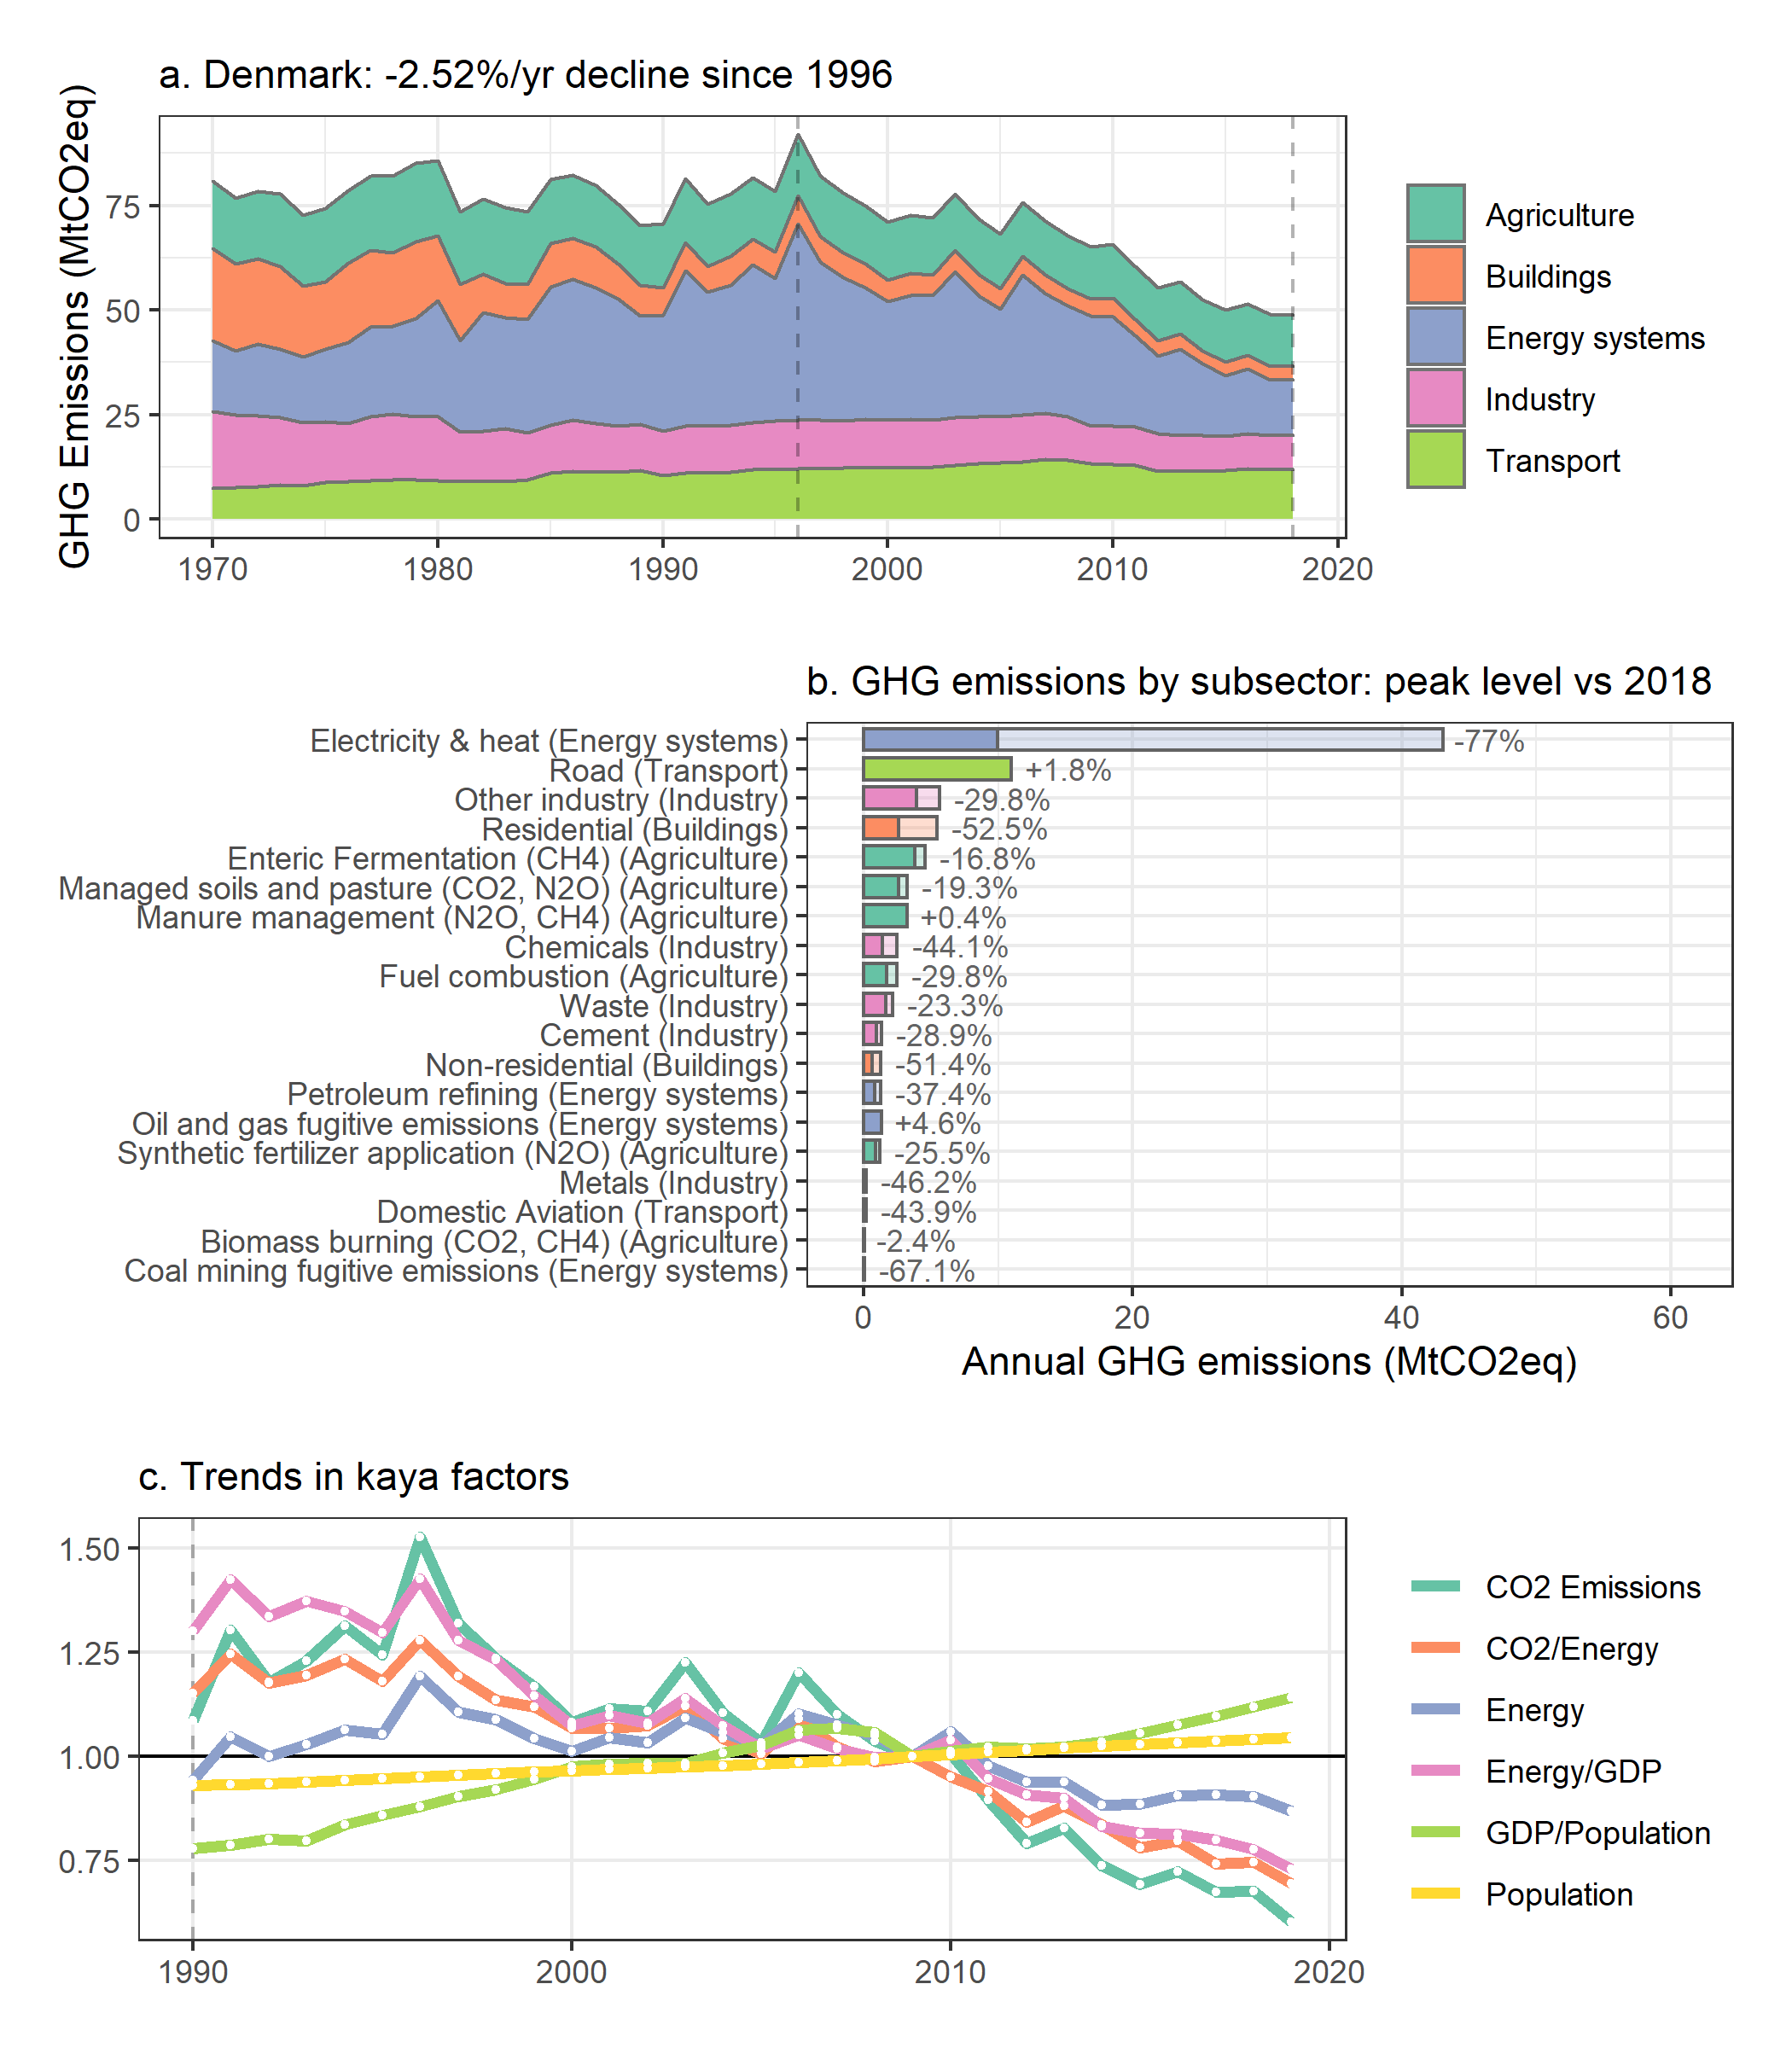 a. Denmark: -2.52%/yr decline since 1996
GHG Emissions (MtCO2eq)
75
50
25
0
1970 1980 1990 2000 2010 2020
Agriculture
Buildings
Energy systems
Industry
Transport
b. GHG emissions by subsector: peak level vs 2018
Electricity & heat (Energy systems) -77%
Road (Transport) +1.8%
Other industry (Industry) -29.8%
Residential (Buildings) -52.5%
Enteric Fermentation (CH4) (Agriculture) -16.8%
Managed soils and pasture (CO2, N2O) (Agriculture) -19.3%
Manure management (N2O, CH4) (Agriculture) +0.4%
Chemicals (Industry) -44.1%
Fuel combustion (Agriculture) -29.8%
Waste (Industry) -23.3%
Cement (Industry) -28.9%
Non-residential (Buildings) -51.4%
Petroleum refining (Energy systems) -37.4%
Oil and gas fugitive emissions (Energy systems) +4.6%
Synthetic fertilizer application (N2O) (Agriculture) -25.5%
Metals (Industry) -46.2%
Domestic Aviation (Transport) -43.9%
Biomass burning (CO2, CH4) (Agriculture) -2.4%
Coal mining fugitive emissions (Energy systems) -67.1%
0 20 40 60
Annual GHG emissions (MtCO2eq)
c. Trends in kaya factors
1.50
1.25
1.00
0.75
1990 2000 2010 2020
CO2 Emissions
CO2/Energy
Energy
Energy/GDP
GDP/Population
Population